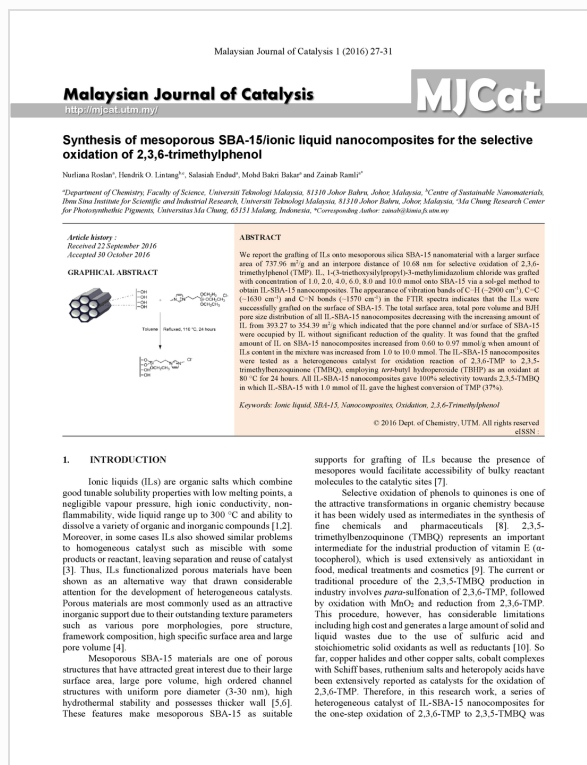 Malaysian Journal of Catalysis 1 (2016) 27-31
Malaysian Journal of Catalysis
MJCat
http://mjcat.utm.my/
Synthesis of mesoporous SBA-15/ionic liquid nanocomposites for the selective
oxidation of 2,3,6-trimethylphenol
Nurliana Roslanᵃ, Hendrik O. Lintangᵇ,ᶜ, Salasiah Endudᵃ, Mohd Bakri Bakarᵃ and Zainab Ramliᵃ*
ᵃDepartment of Chemistry, Faculty of Science, Universiti Teknologi Malaysia, 81310 Johor Bahru, Johor, Malaysia, ᵇCentre of Sustainable Nanomaterials,
Ibnu Sina Institute for Scientific and Industrial Research, Universiti Teknologi Malaysia, 81310 Johor Bahru, Johor, Malaysia, ᶜMa Chung Research Center
for Photosynthethic Pigments, Universitas Ma Chung, 65151 Malang, Indonesia, *Corresponding Author: zainab@kimia.fs.utm.my
Article history :
Received 22 September 2016
Accepted 30 October 2016
GRAPHICAL ABSTRACT
Toluene Refluxed, 110 °C, 24 hours
ABSTRACT
We report the grafting of ILs onto mesoporous silica SBA-15 nanomaterial with a larger surface
area of 737.96 m²/g and an interpore distance of 10.68 nm for selective oxidation of 2,3,6-
trimethylphenol (TMP). IL, 1-(3-triethoxysilylpropyl)-3-methylimidazolium chloride was grafted
with concentration of 1.0, 2.0, 4.0, 6.0, 8.0 and 10.0 mmol onto SBA-15 via a sol-gel method to
obtain IL-SBA-15 nanocomposites. The appearance of vibration bands of C–H (~2900 cm⁻¹), C=C
(~1630 cm⁻¹) and C=N bonds (~1570 cm⁻¹) in the FTIR spectra indicates that the ILs were
successfully grafted on the surface of SBA-15. The total surface area, total pore volume and BJH
pore size distribution of all IL-SBA-15 nanocomposites decreasing with the increasing amount of
IL from 393.27 to 354.39 m²/g which indicated that the pore channel and/or surface of SBA-15
were occupied by IL without significant reduction of the quality. It was found that the grafted
amount of IL on SBA-15 nanocomposites increased from 0.60 to 0.97 mmol/g when amount of
ILs content in the mixture was increased from 1.0 to 10.0 mmol. The IL-SBA-15 nanocomposites
were tested as a heterogeneous catalyst for oxidation reaction of 2,3,6-TMP to 2,3,5-
trimethylbenzoquinone (TMBQ), employing tert-butyl hydroperoxide (TBHP) as an oxidant at
80 °C for 24 hours. All IL-SBA-15 nanocomposites gave 100% selectivity towards 2,3,5-TMBQ
in which IL-SBA-15 with 1.0 mmol of IL gave the highest conversion of TMP (37%).
Keywords: Ionic liquid, SBA-15, Nanocomposites, Oxidation, 2,3,6-Trimethylphenol
© 2016 Dept. of Chemistry, UTM. All rights reserved
eISSN :
1. INTRODUCTION
Ionic liquids (ILs) are organic salts which combine
good tunable solubility properties with low melting points, a
negligible vapour pressure, high ionic conductivity, non-
flammability, wide liquid range up to 300 °C and ability to
dissolve a variety of organic and inorganic compounds [1,2].
Moreover, in some cases ILs also showed similar problems
to homogeneous catalyst such as miscible with some
products or reactant, leaving separation and reuse of catalyst
[3]. Thus, ILs functionalized porous materials have been
shown as an alternative way that drawn considerable
attention for the development of heterogeneous catalysts.
Porous materials are most commonly used as an attractive
inorganic support due to their outstanding texture parameters
such as various pore morphologies, pore structure,
framework composition, high specific surface area and large
pore volume [4].
Mesoporous SBA-15 materials are one of porous
structures that have attracted great interest due to their large
surface area, large pore volume, high ordered channel
structures with uniform pore diameter (3-30 nm), high
hydrothermal stability and possesses thicker wall [5,6].
These features make mesoporous SBA-15 as suitable
supports for grafting of ILs because the presence of
mesopores would facilitate accessibility of bulky reactant
molecules to the catalytic sites [7].
Selective oxidation of phenols to quinones is one of
the attractive transformations in organic chemistry because
it has been widely used as intermediates in the synthesis of
fine chemicals and pharmaceuticals [8]. 2,3,5-
trimethylbenzoquinone (TMBQ) represents an important
intermediate for the industrial production of vitamin E (α-
tocopherol), which is used extensively as antioxidant in
food, medical treatments and cosmetics [9]. The current or
traditional procedure of the 2,3,5-TMBQ production in
industry involves para-sulfonation of 2,3,6-TMP, followed
by oxidation with MnO₂ and reduction from 2,3,6-TMP.
This procedure, however, has considerable limitations
including high cost and generates a large amount of solid and
liquid wastes due to the use of sulfuric acid and
stoichiometric solid oxidants as well as reductants [10]. So
far, copper halides and other copper salts, cobalt complexes
with Schiff bases, ruthenium salts and heteropoly acids have
been extensively reported as catalysts for the oxidation of
2,3,6-TMP. Therefore, in this research work, a series of
heterogeneous catalyst of IL-SBA-15 nanocomposites for
the one-step oxidation of 2,3,6-TMP to 2,3,5-TMBQ was